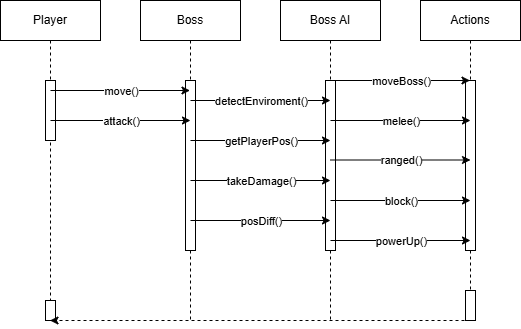 Player
Boss
Boss AI
Actions
moveBoss()
move()
detectEnviroment()
attack()
melee()
getPlayerPos()
ranged()
takeDamage()
block()
posDiff()
powerUp()